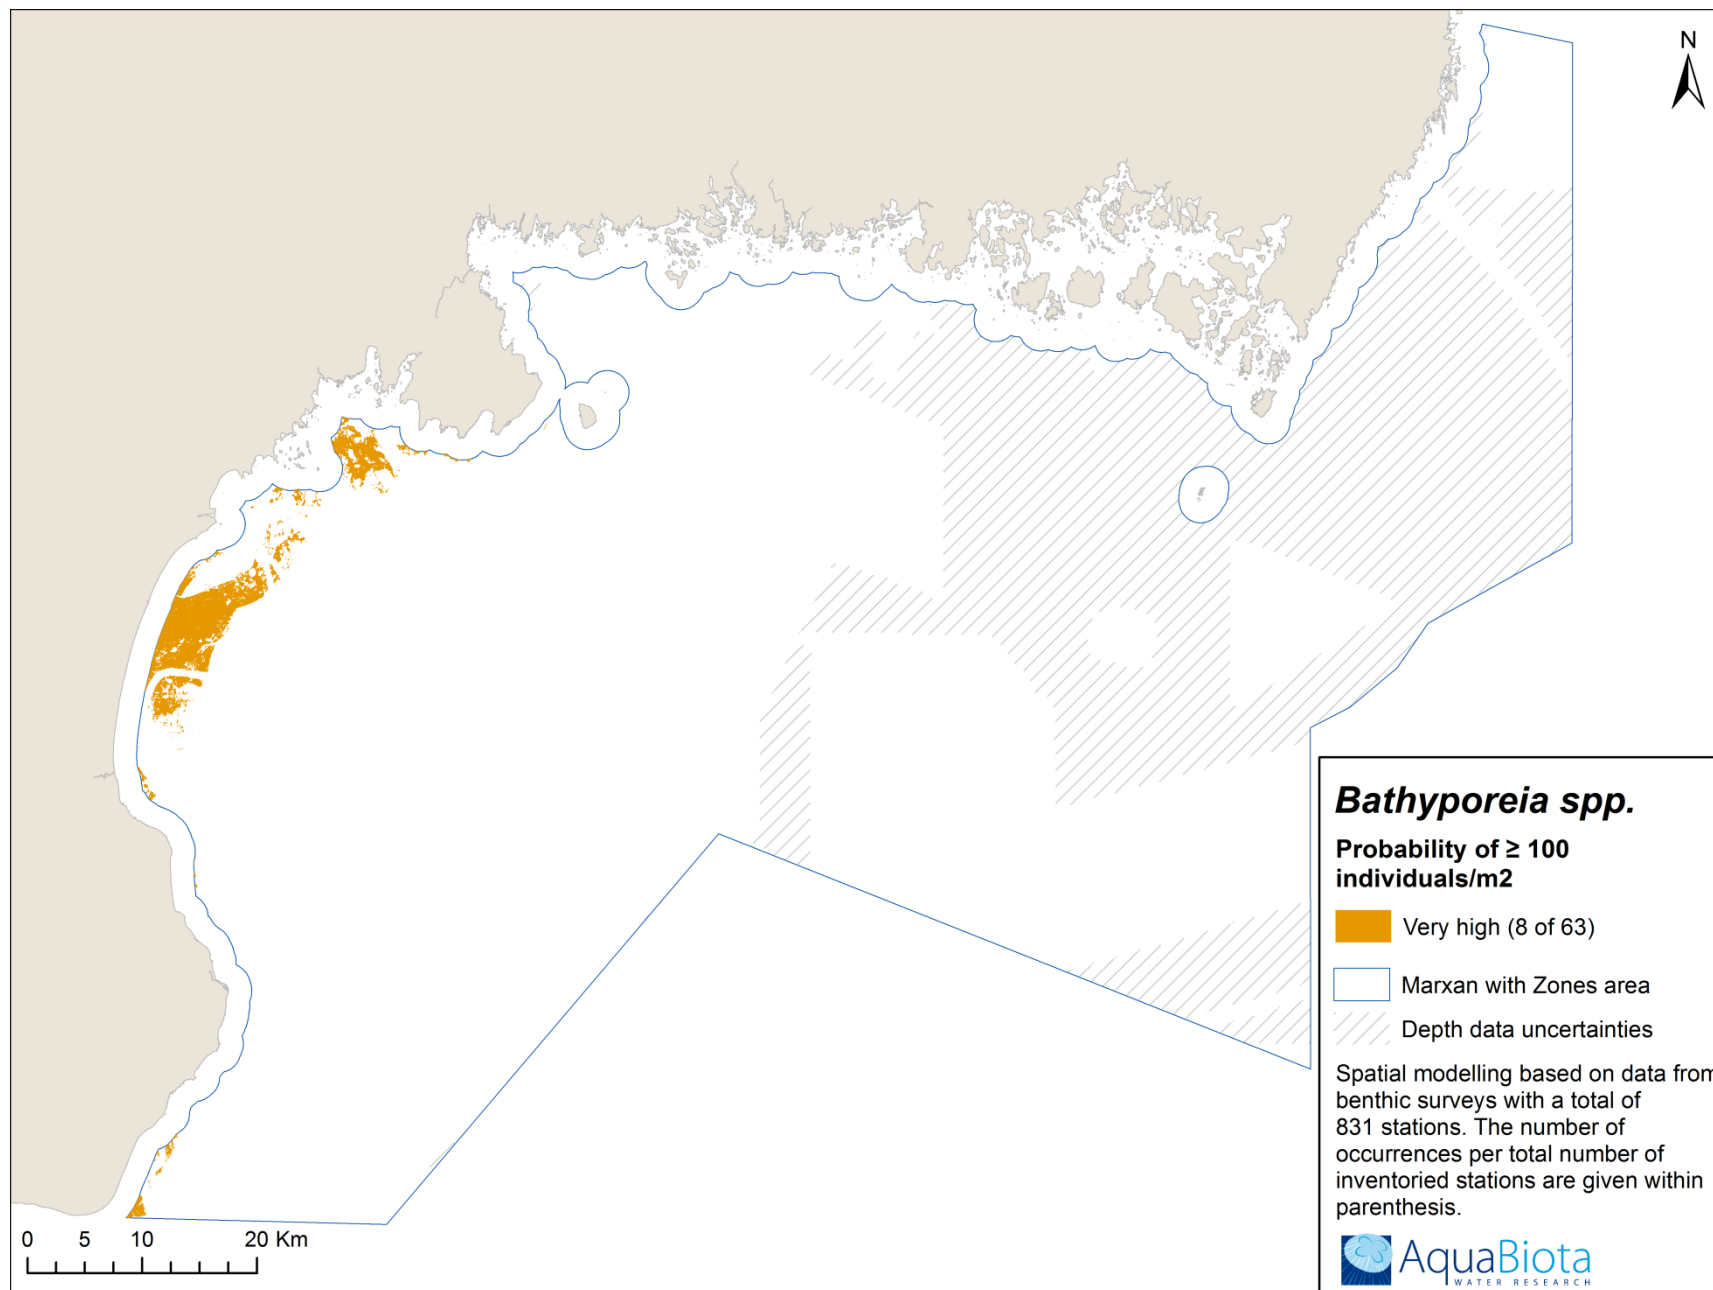 N
Bathyporeia spp.
Probability of ≥ 100
individuals/m2
Very high (8 of 63)
Marxan with Zones area
Depth data uncertainties
Spatial modelling based on data from
benthic surveys with a total of
831 stations. The number of
occurrences per total number of
inventoried stations are given within
parenthesis.
AquaBiota
WATER RESEARCH
0 5 10 20 Km